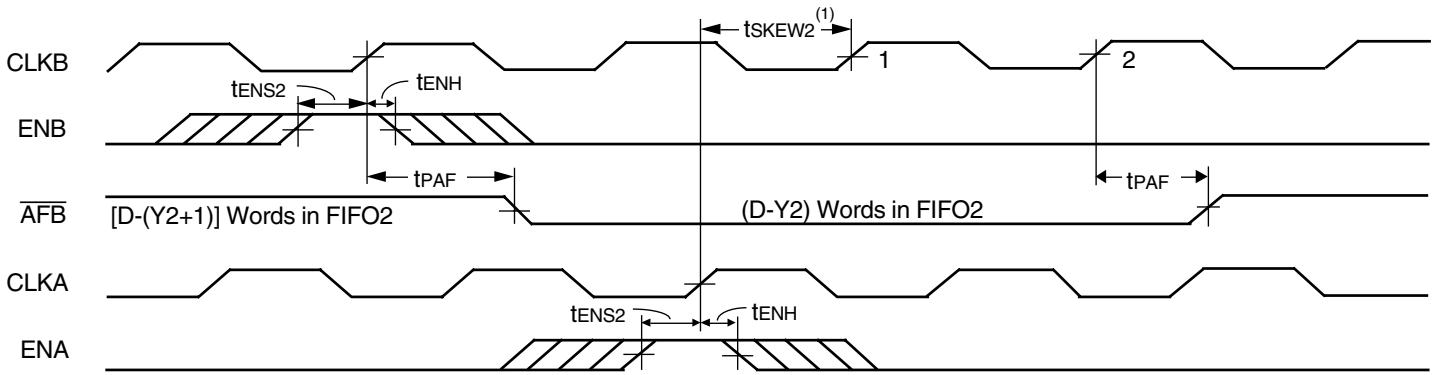 tSKEW2(1)
CLKB
1
2
tENS2
tENH
ENB
tPAF
tPAF
AFB
[D-(Y2+1)] Words in FIFO2
(D-Y2) Words in FIFO2
CLKA
tENS2
tENH
ENA